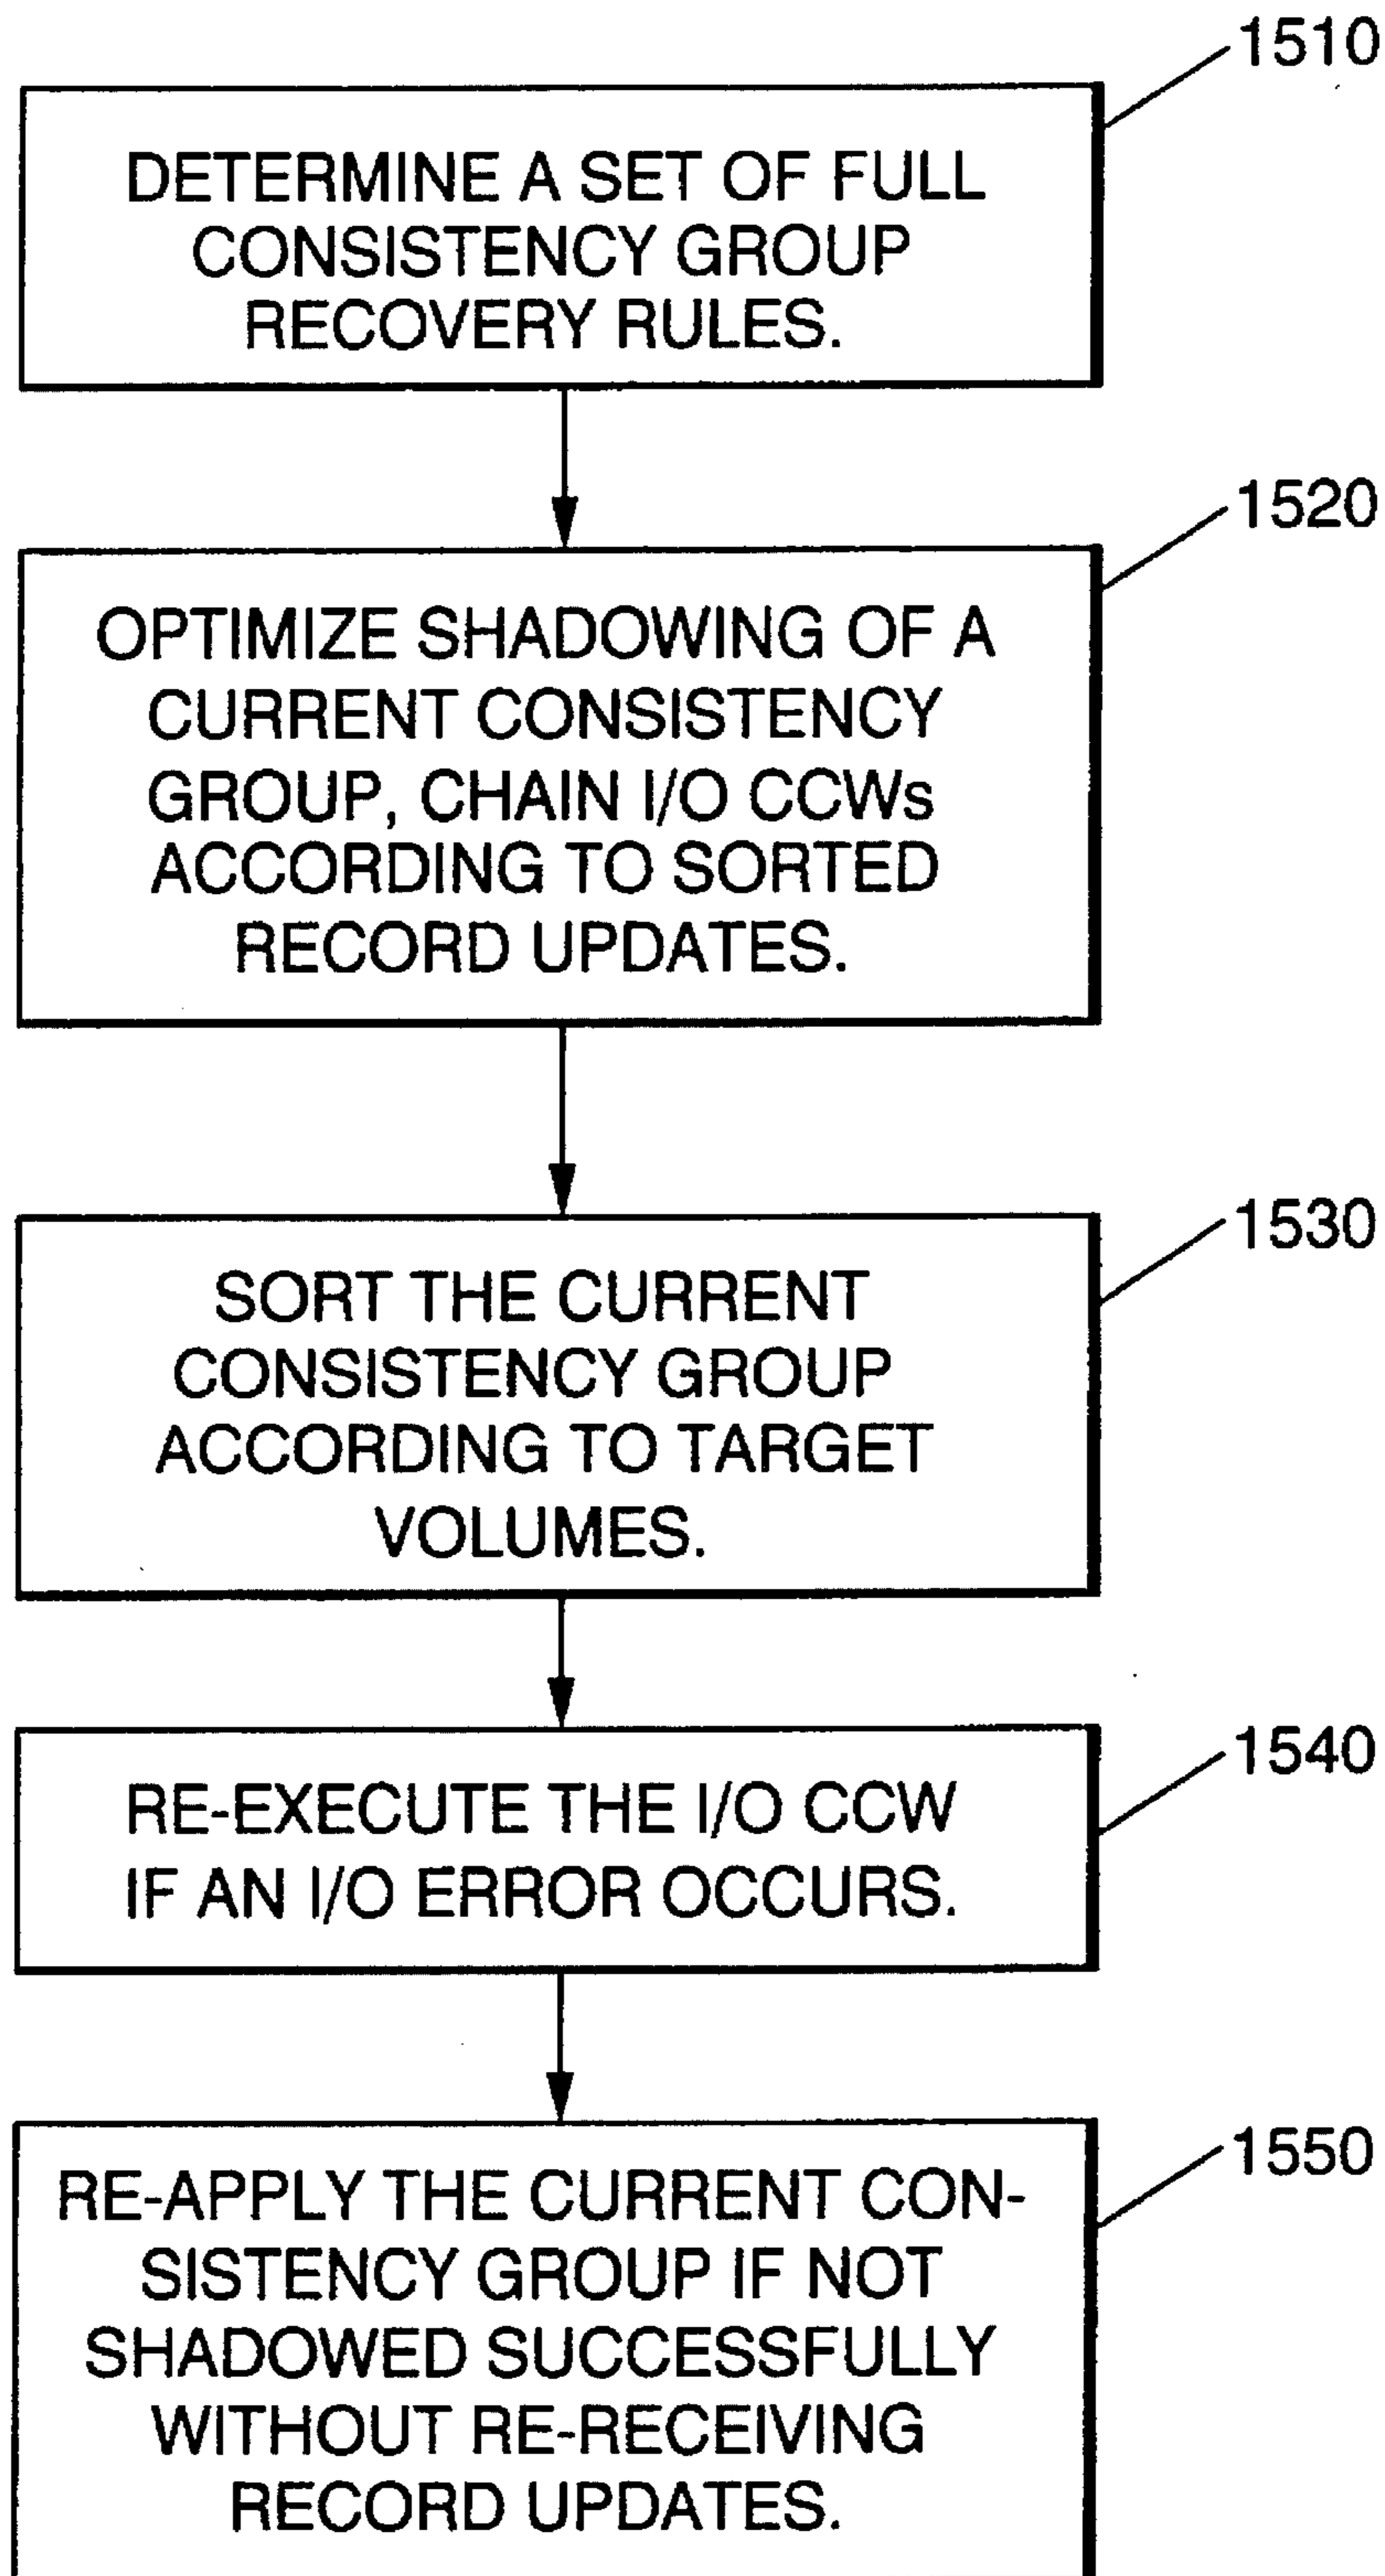 1510
DETERMINE A SET OF FULL
CONSISTENCY GROUP
RECOVERY RULES.
1520
OPTIMIZE SHADOWING OF A
CURRENT CONSISTENCY
GROUP, CHAIN I/O CCWs
ACCORDING TO SORTED
RECORD UPDATES.
1530
SORT THE CURRENT
CONSISTENCY GROUP
ACCORDING TO TARGET
VOLUMES.
1540
RE-EXECUTE THE I/O CCW
IF AN I/O ERROR OCCURS.
1550
RE-APPLY THE CURRENT CON-
SISTENCY GROUP IF NOT
SHADOWED SUCCESSFULLY
WITHOUT RE-RECEIVING
RECORD UPDATES.